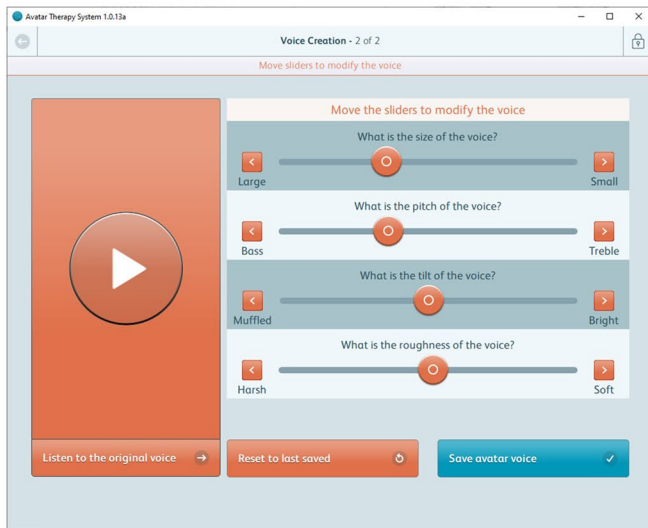 Avatar Therapy System 1.0.13a
Voice Creation - 2 of 2
Move sliders to modify the voice
Move the sliders to modify the voice
What is the size of the voice?
Large
Small
What is the pitch of the voice?
Bass
Treble
What is the tilt of the voice?
Muffled
Bright
What is the roughness of the voice?
Harsh
Soft
Listen to the original voice
Reset to last saved
Save avatar voice